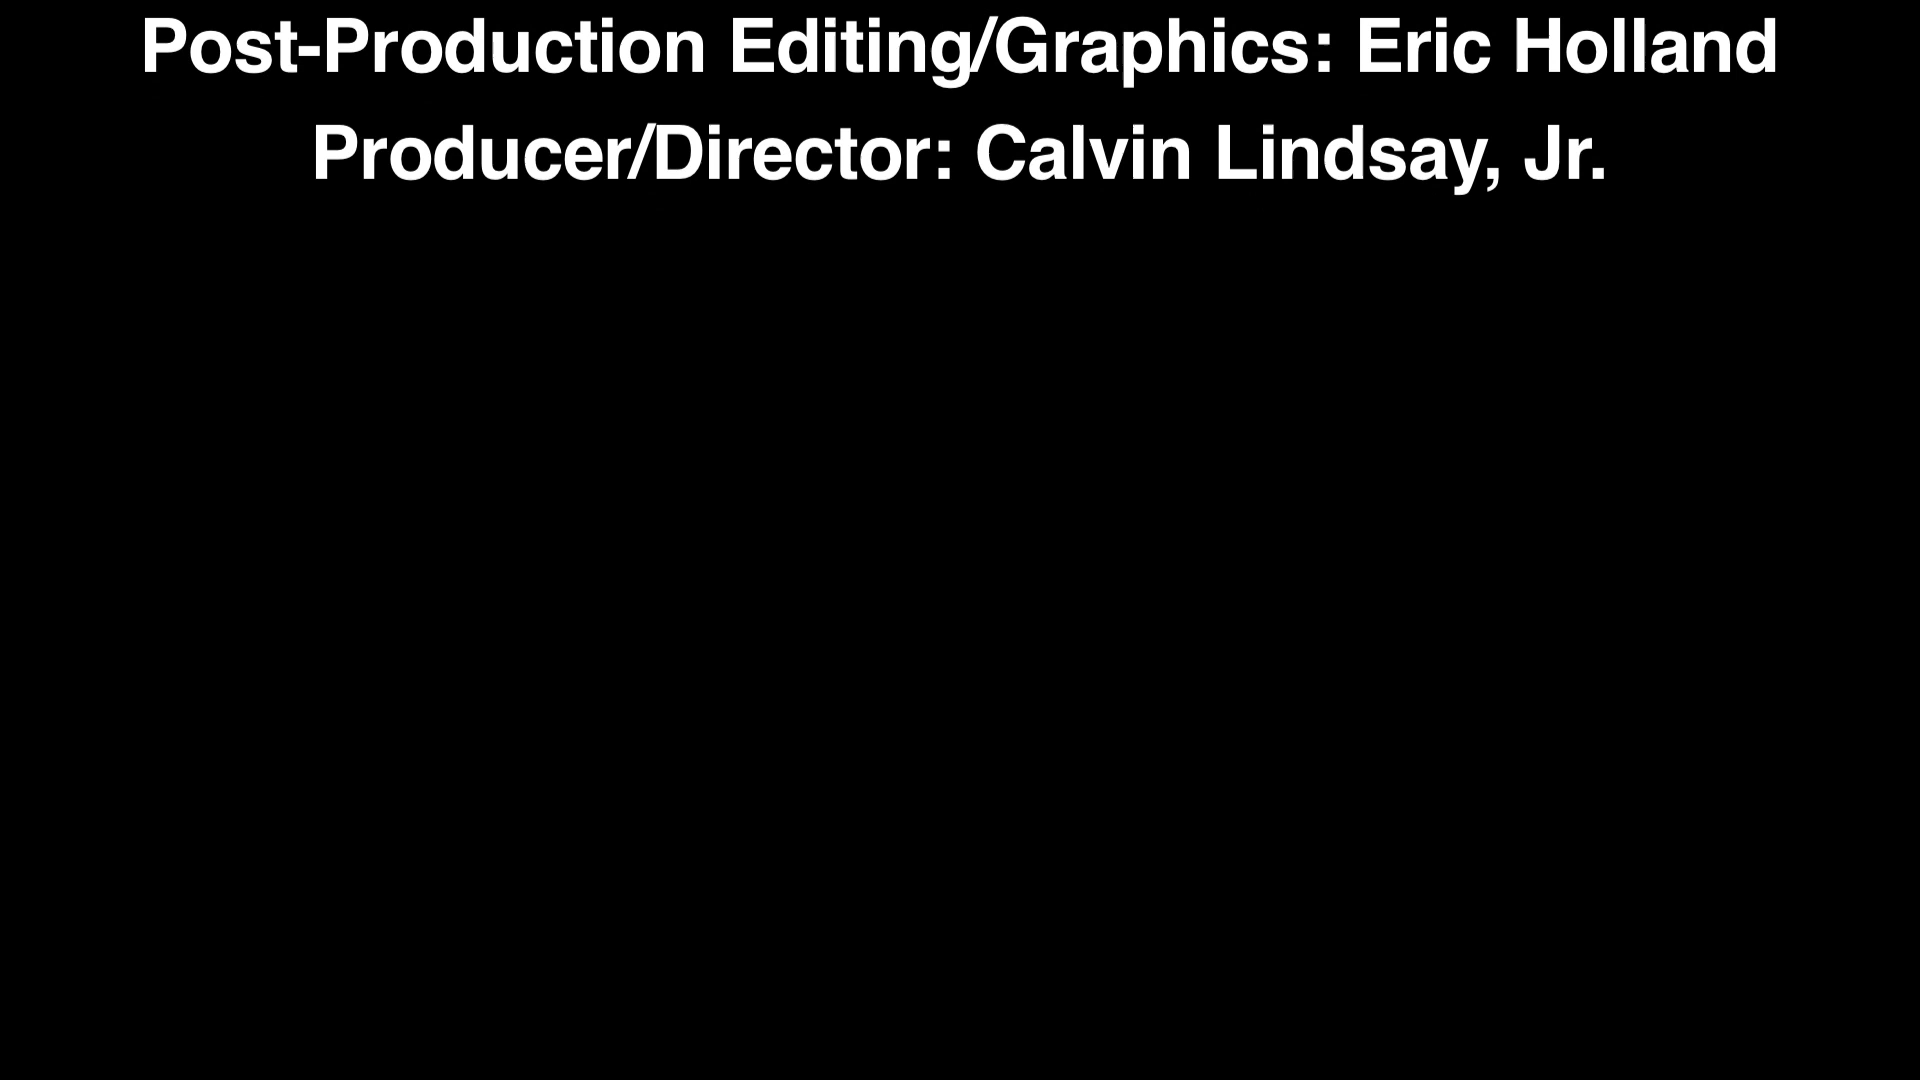 Post-Production Editing/Graphics: Eric Holland
Producer/Director: Calvin Lindsay, Jr.